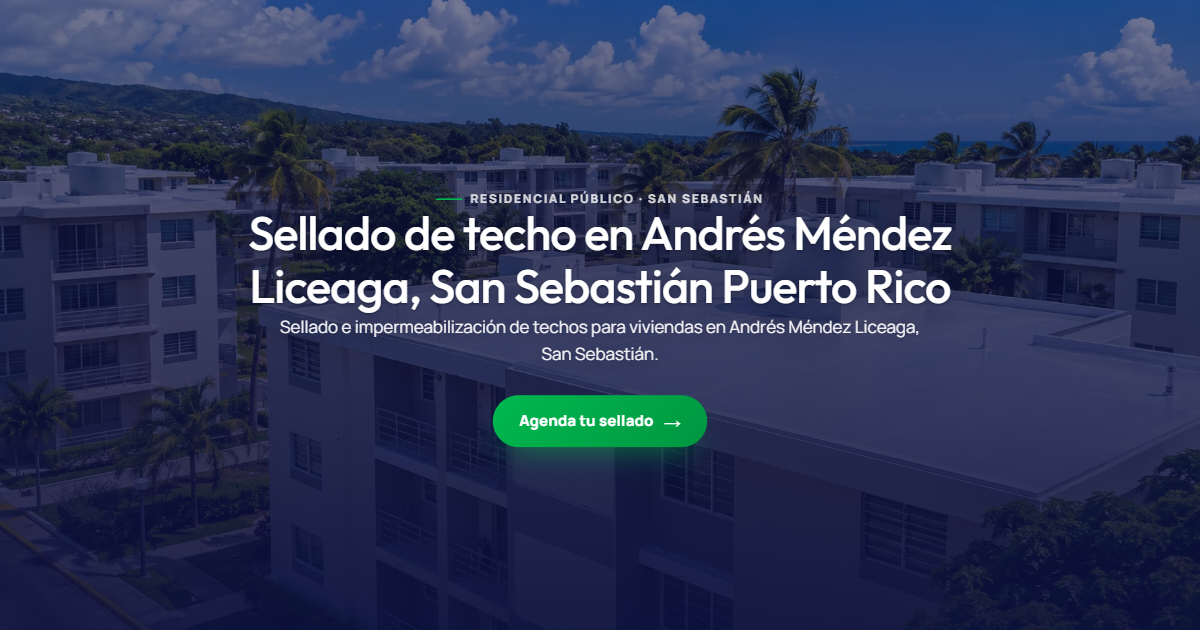 RESIDENCIAL PÚBLICO · SAN SEBASTIÁN
Sellado de techo en Andrés Méndez
Liceaga, San Sebastián Puerto Rico
Sellado e impermeabilización de techos para viviendas en Andrés Méndez Liceaga,
San Sebastián.
Agenda tu sellado →